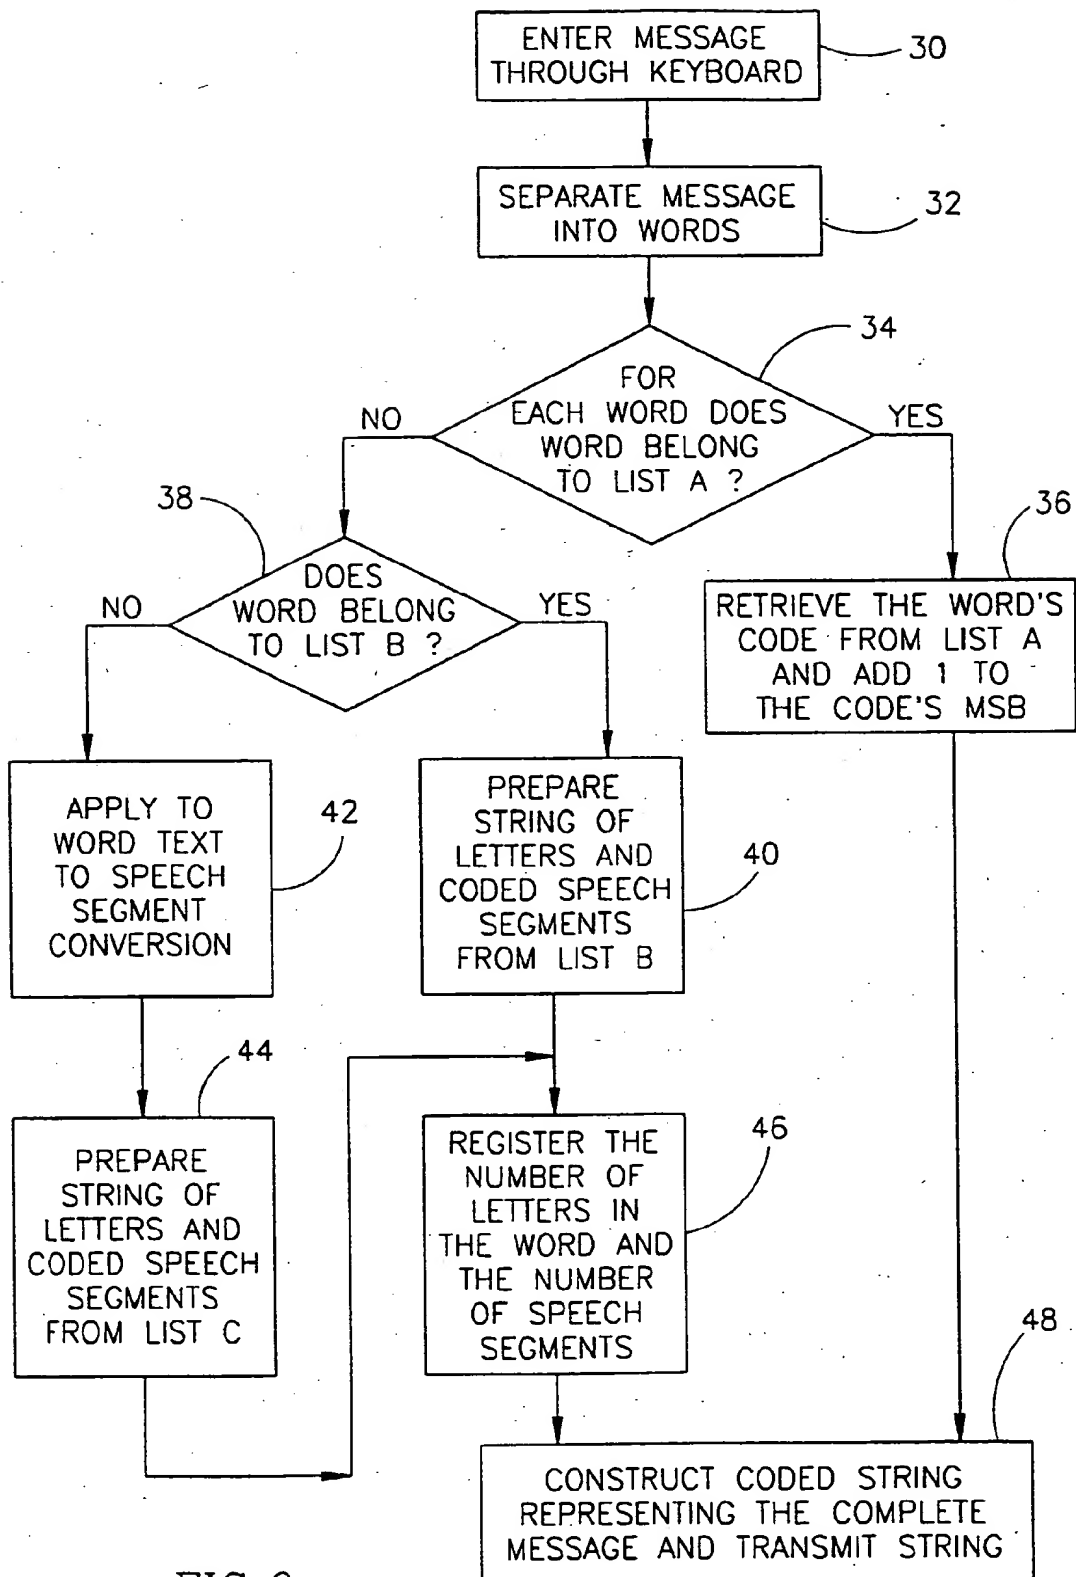 ENTER MESSAGE
THROUGH KEYBOARD
30
SEPARATE MESSAGE
INTO WORDS
32
34
FOR
EACH WORD DOES
WORD BELONG
TO LIST A ?
NO
YES
38
DOES
WORD BELONG
TO LIST B ?
NO
YES
36
RETRIEVE THE WORD'S
CODE FROM LIST A
AND ADD 1 TO
THE CODE'S MSB
APPLY TO
WORD TEXT
TO SPEECH
SEGMENT
CONVERSION
42
PREPARE
STRING OF
LETTERS AND
CODED SPEECH
SEGMENTS
FROM LIST B
40
44
PREPARE
STRING OF
LETTERS AND
CODED SPEECH
SEGMENTS
FROM LIST C
REGISTER THE
NUMBER OF
LETTERS IN
THE WORD AND
THE NUMBER
OF SPEECH
SEGMENTS
46
48
CONSTRUCT CODED STRING
REPRESENTING THE COMPLETE
MESSAGE AND TRANSMIT STRING